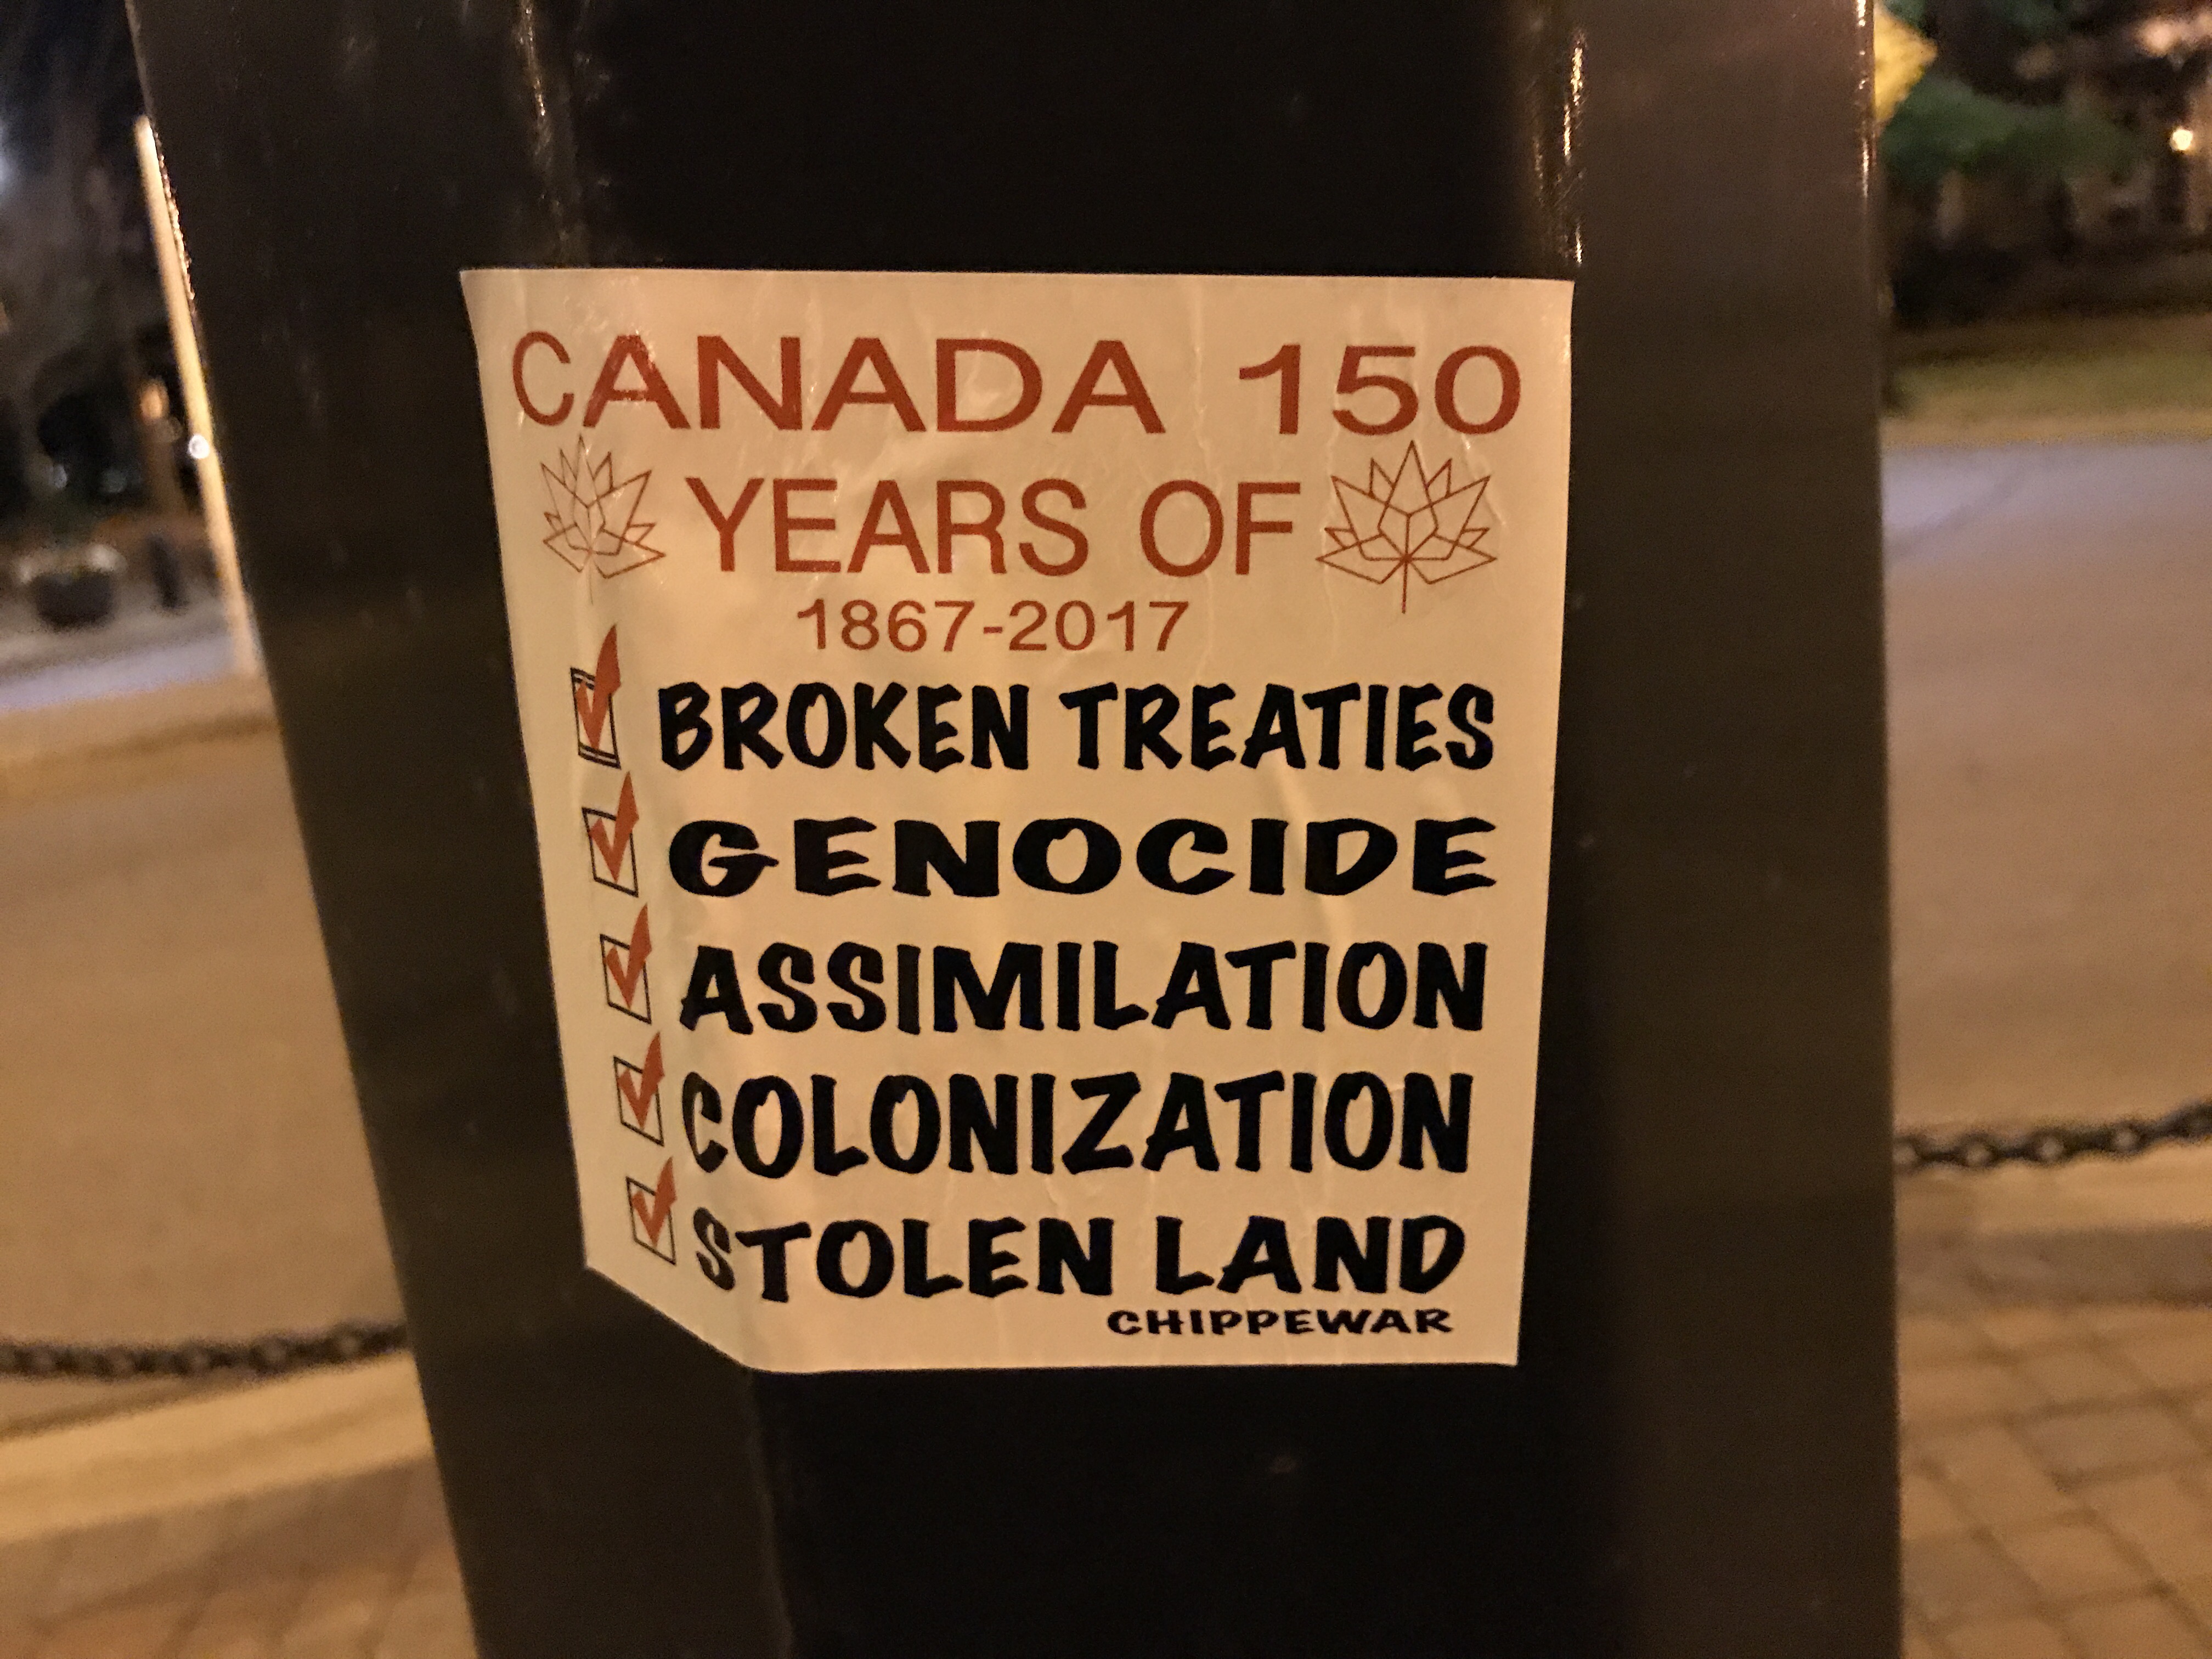 CANADA 150
YEARS OF
1867-2017
BROKEN TREATIES
GENOCIDE
ASSIMILATION
COLONIZATION
STOLEN LAND
CHIPPEWAR